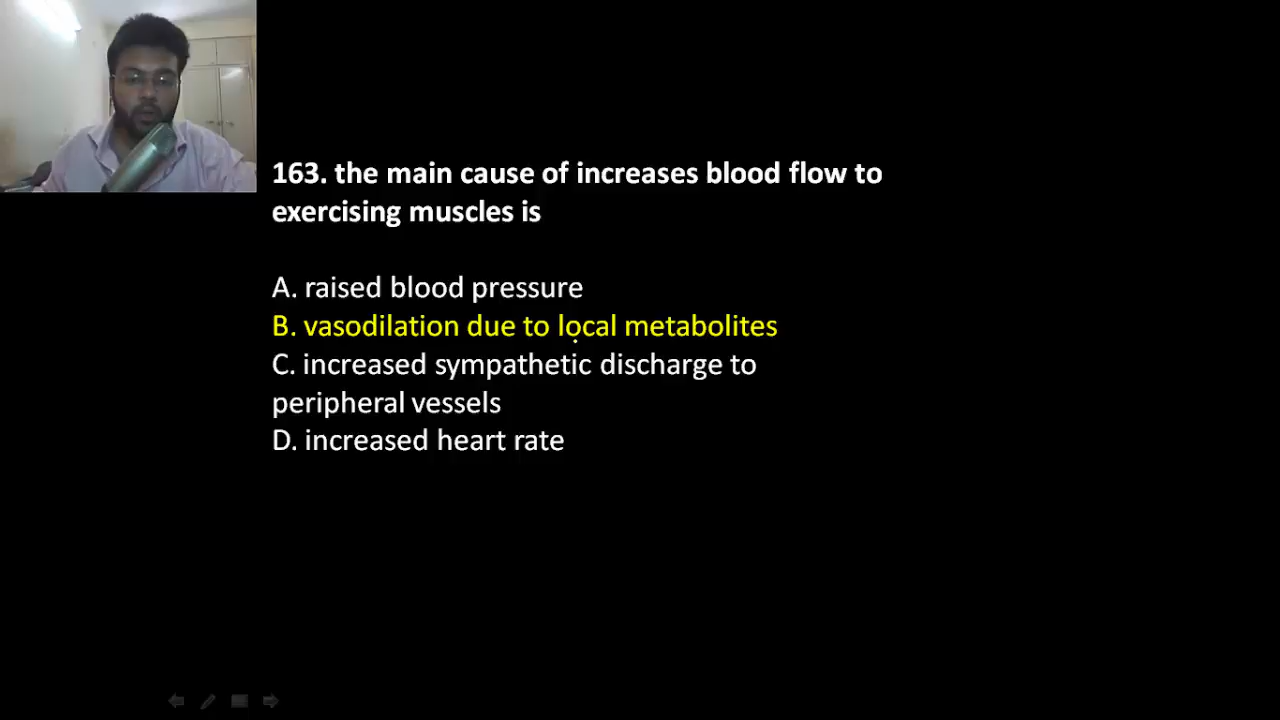 163. the main cause of increases blood flow to
exercising muscles is
A. raised blood pressure
B. vasodilation due to local metabolites
C. increased sympathetic discharge to
peripheral vessels
D. increased heart rate